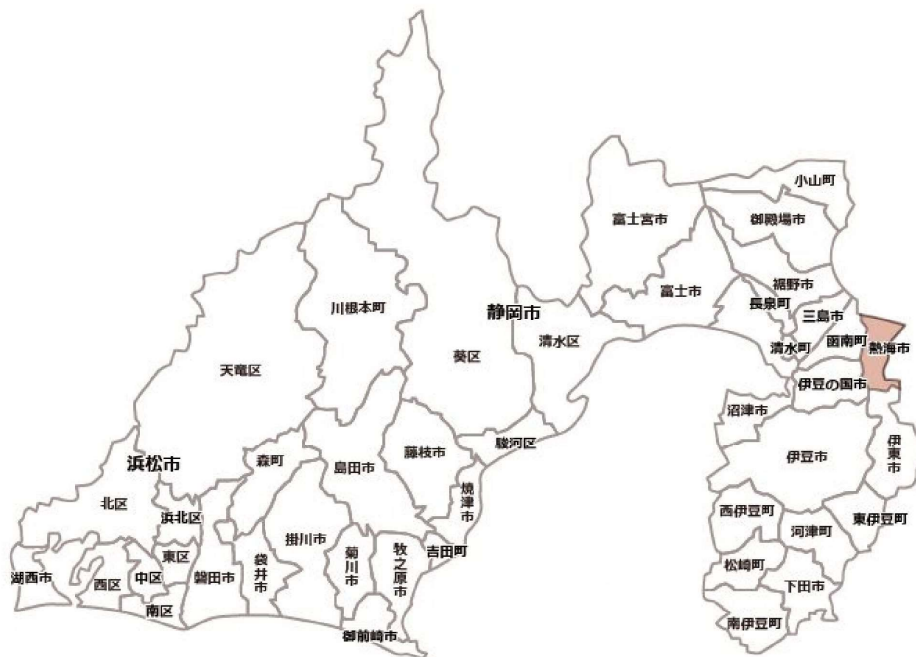 小山町
富士宮市
御殿場市
裾野市
富士市
長泉町
川根本町
静岡市
三島市
清水区
函南町
清水町
熱海市
葵区
天竜区
伊豆の国市
沼津市
駿河区
藤枝市
伊東市
伊豆市
森町
浜松市
島田市
焼津市
北区
浜北区
西伊豆町
東伊豆町
河津町
掛川市
吉田町
東区
菊川市
牧之原市
袋井市
松崎町
湖西市
西区
中区
磐田市
下田市
南区
南伊豆町
御前崎市